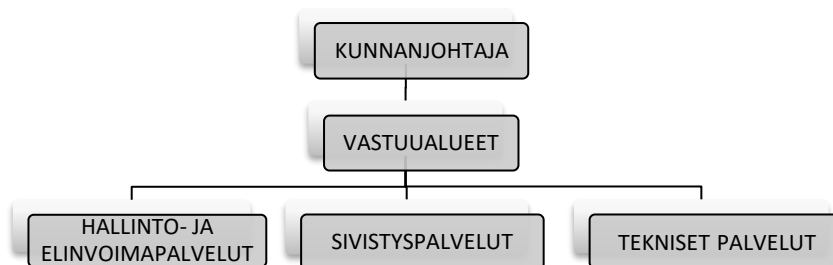 KUNNANJOHTAJA
VASTUUALUEET
HALLINTO- JA
ELINVOIMAPALVELUT
SIVISTYSPALVELUT
TEKNISET PALVELUT